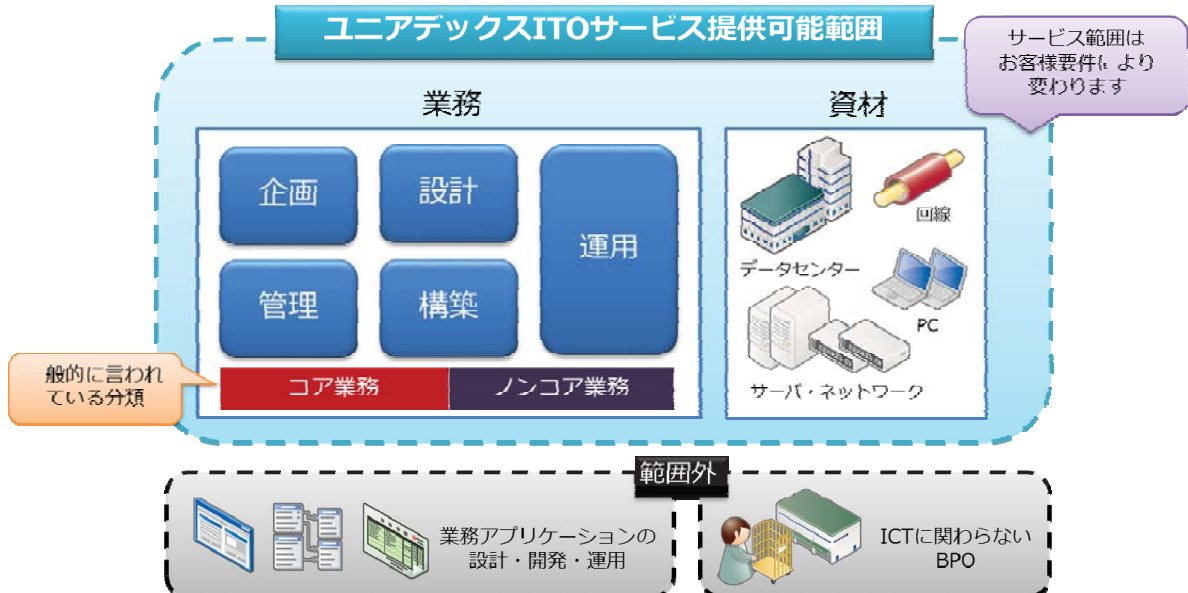 ユニアデックスITOサービス提供可能範囲
サービス範囲は
お客様要件により
変わります
業務
資材
企画
設計
運用
管理
構築
コア業務
ノンコア業務
一般的に言われ
ている分類
データセンター
回線
PC
サーバ・ネットワーク
範囲外
業務アプリケーションの
設計・開発・運用
ICTに関わらない
BPO